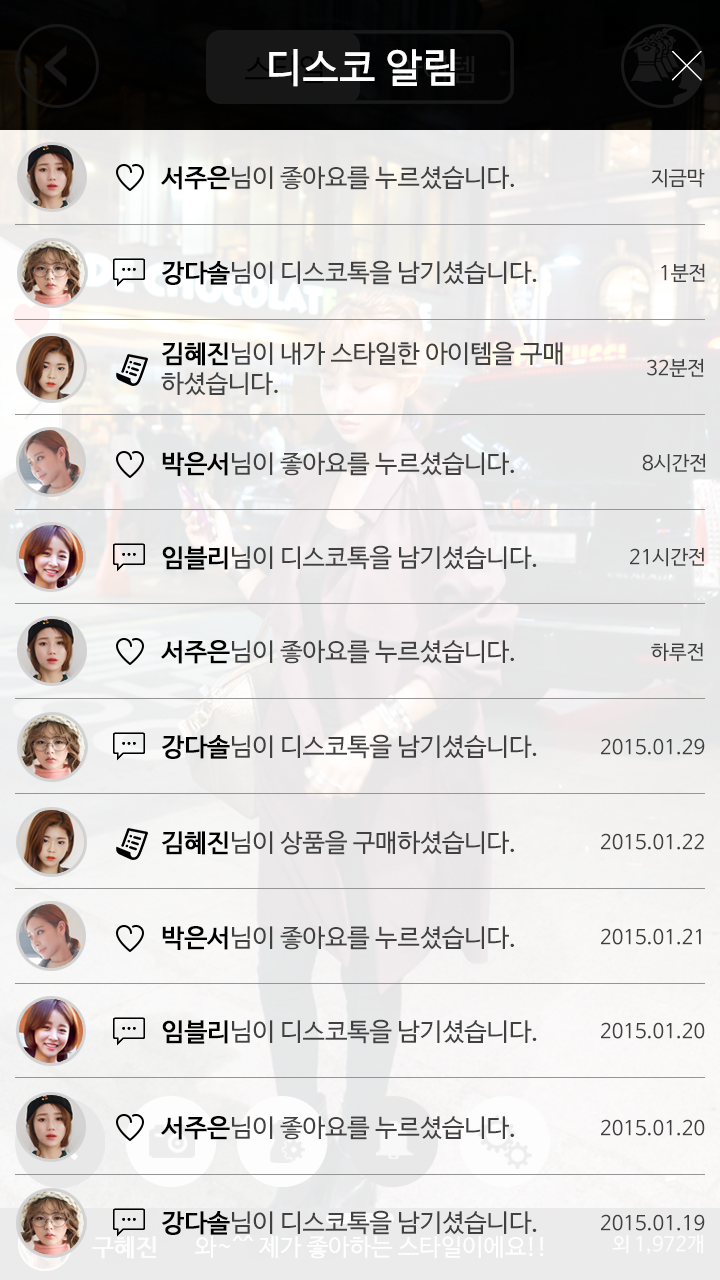 디스코 알림
서주은님이 좋아요를 누르셨습니다. 지금막
강다솔님이 디스코톡을 남기셨습니다. 1분전
김혜진님이 내가 스타일한 아이템을 구매
하셨습니다. 32분전
박은서님이 좋아요를 누르셨습니다. 8시간전
임블리님이 디스코톡을 남기셨습니다. 21시간전
서주은님이 좋아요를 누르셨습니다. 하루전
강다솔님이 디스코톡을 남기셨습니다. 2015.01.29
김혜진님이 상품을 구매하셨습니다. 2015.01.22
박은서님이 좋아요를 누르셨습니다. 2015.01.21
임블리님이 디스코톡을 남기셨습니다. 2015.01.20
서주은님이 좋아요를 누르셨습니다. 2015.01.20
강다솔님이 디스코톡을 남기셨습니다. 2015.01.19
구혜진 와~^^ 제가 좋아하는 스타일이에요!! 외 1,972개